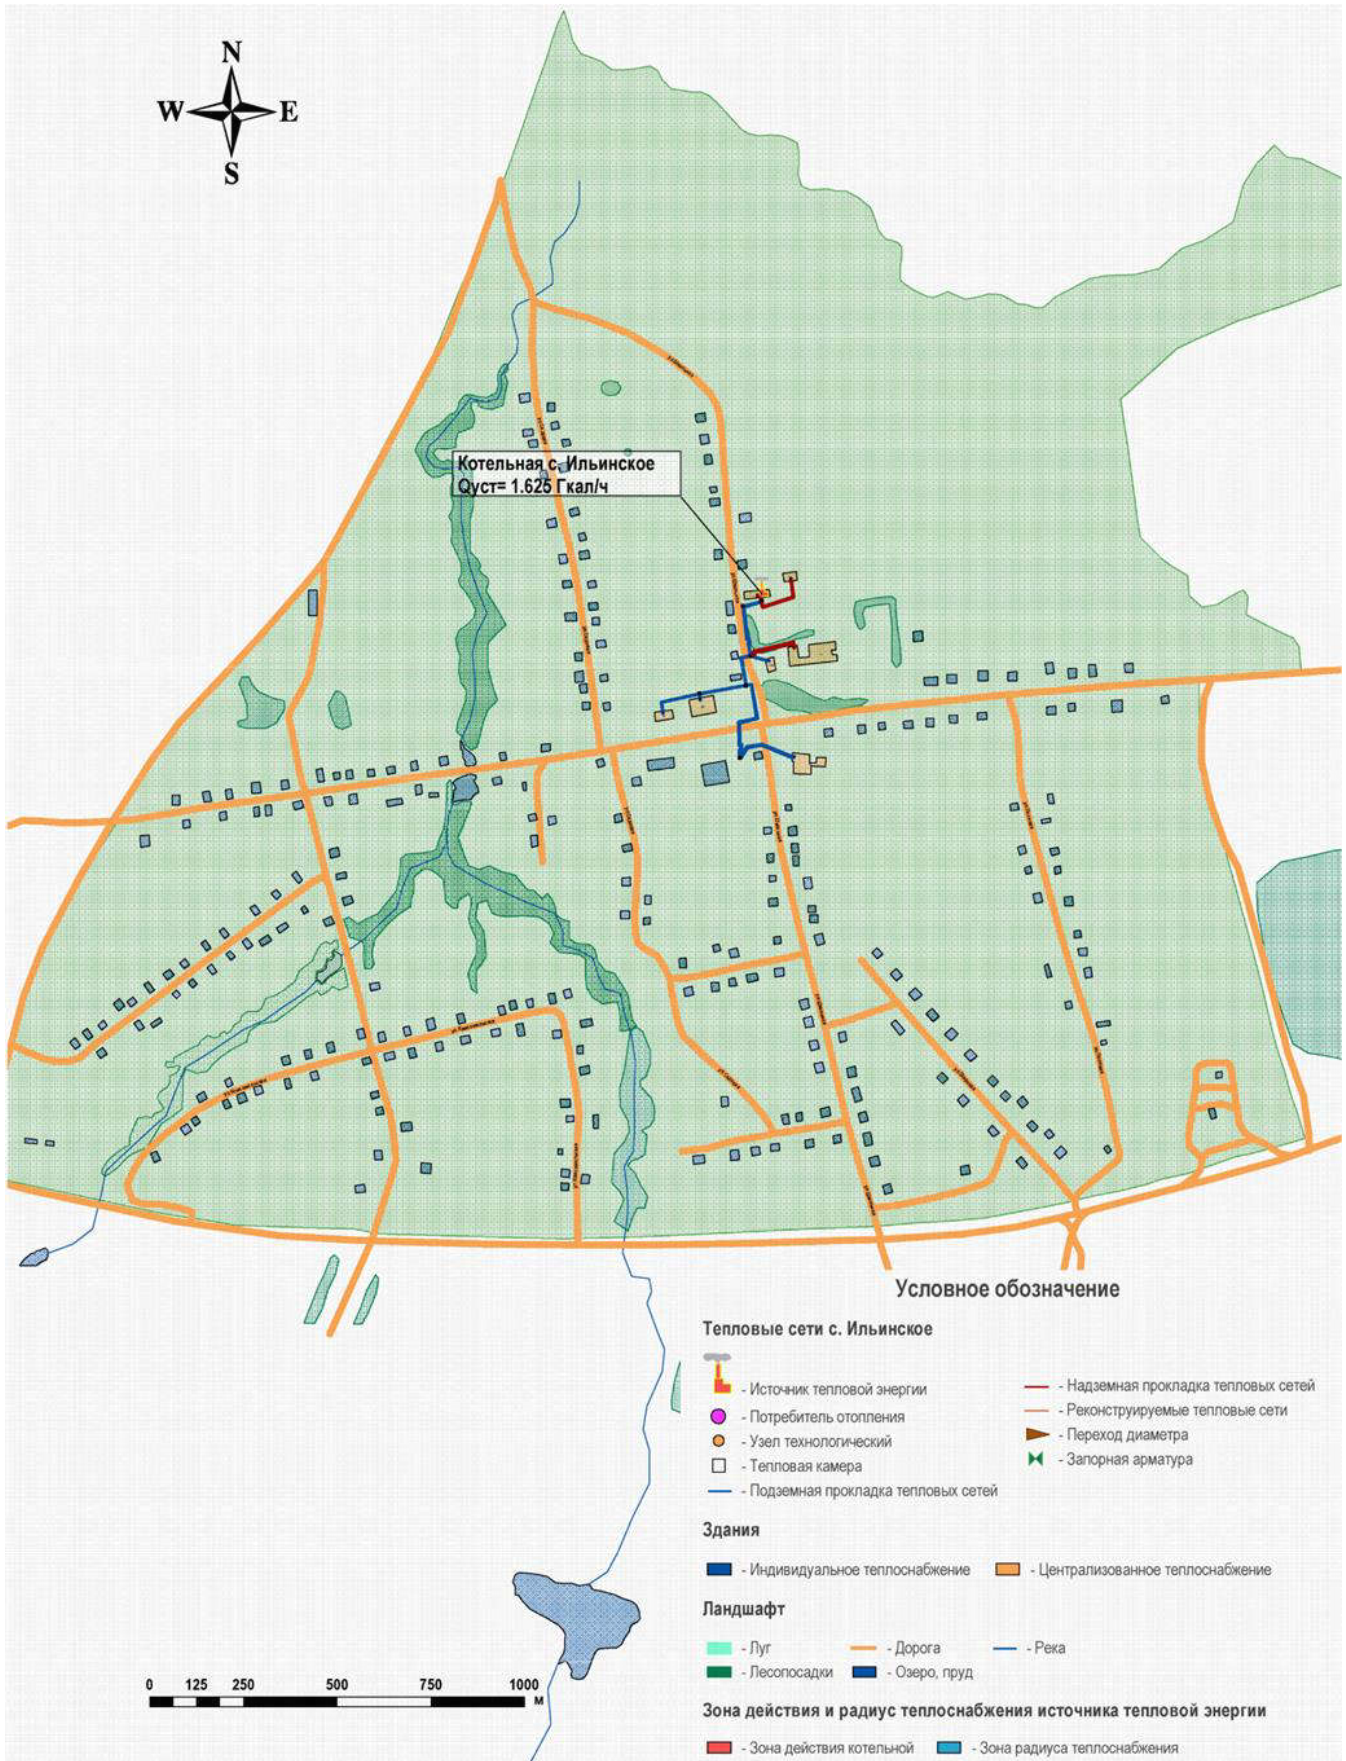 N
W E
S
Котельная с. Ильинское
Qуст= 1.625 Гкал/ч
Условное обозначение
Тепловые сети с. Ильинское
- Источник тепловой энергии
- Надземная прокладка тепловых сетей
- Потребитель отопления
- Реконструируемые тепловые сети
- Узел технологический
- Переход диаметра
- Тепловая камера
- Запорная арматура
- Подземная прокладка тепловых сетей
Здания
- Индивидуальное теплоснабжение
- Централизованное теплоснабжение
Ландшафт
- Луг
- Дорога
- Река
- Лесопосадки
- Озеро, пруд
0 125 250 500 750 1000
м
Зона действия и радиус теплоснабжения источника тепловой энергии
- Зона действия котельной
- Зона радиуса теплоснабжения